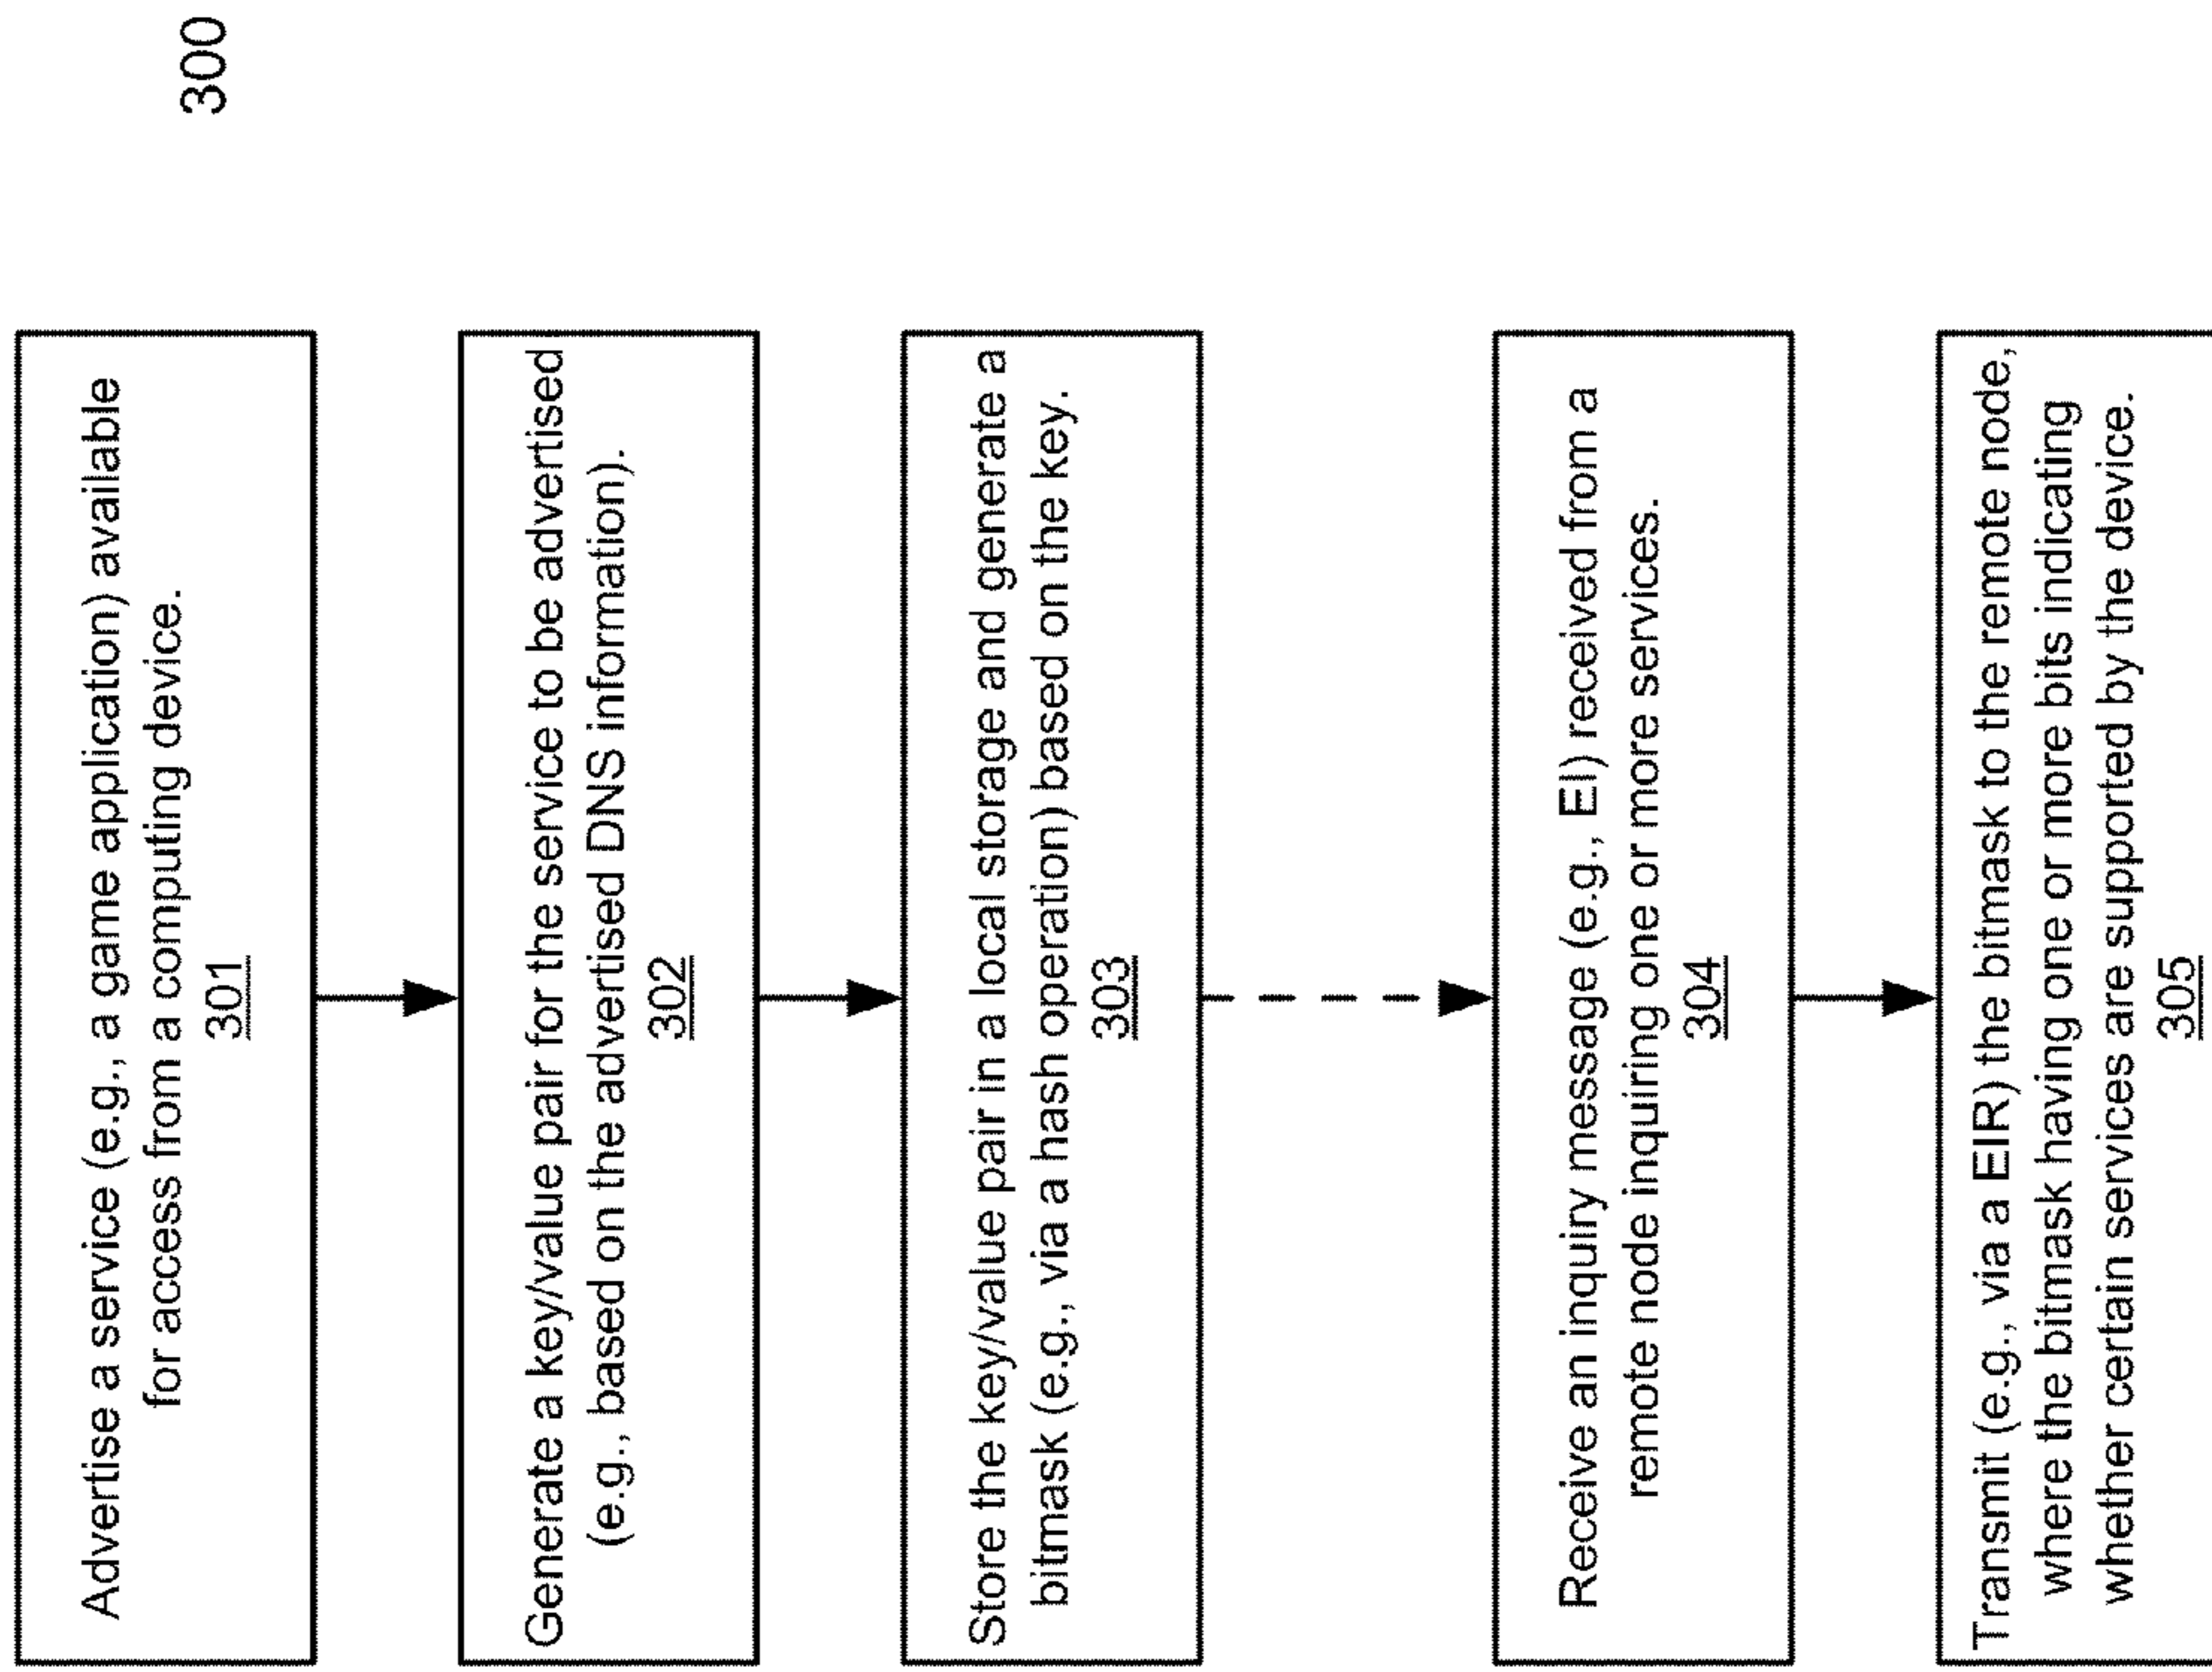 300
Advertise a service (e.g., a game application) available
for access from a computing device.
301
Generate a key/value pair for the service to be advertised
(e.g., based on the advertised DNS information).
302
Store the key/value pair in a local storage and generate a
bitmask (e.g., via a hash operation) based on the key.
303
Receive an inquiry message (e.g., EI) received from a
remote node inquiring one or more services.
304
Transmit (e.g., via a EIR) the bitmask to the remote node,
where the bitmask having one or more bits indicating
whether certain services are supported by the device.
305